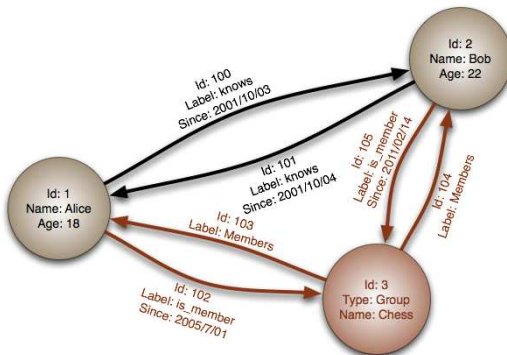 Id: 2
Name: Bob
Age: 22
Id: 100
Label: knows
Since: 2001/10/03
Id: 101
Label: knows
Since: 2001/10/04
Id: 105
Label: is_member
Since: 2011/02/14
Id: 104
Label: Members
Id: 1
Name: Alice
Age: 18
Id: 103
Label: Members
Id: 102
Label: is_member
Since: 2005/7/01
Id: 3
Type: Group
Name: Chess